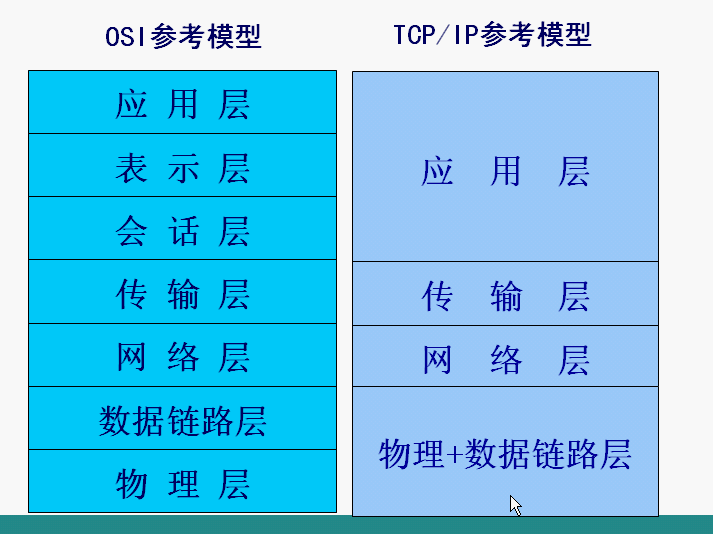 OSI参考模型
应用层
表示层
会话层
传输层
网络层
数据链路层
物理层
TCP/IP参考模型
应用层
传输层
网络层
物理+数据链路层